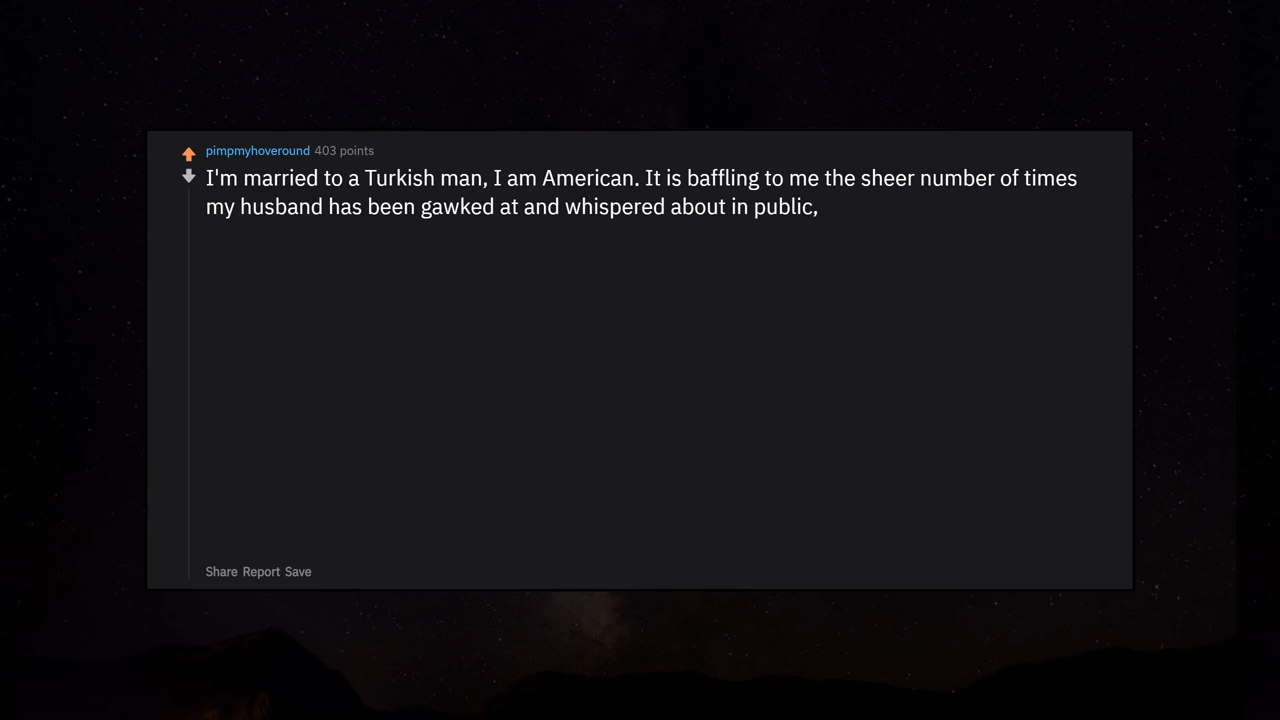 pimpmyhoveround 403 points
I'm married to a Turkish man, I am American. It is baffling to me the sheer number of times
my husband has been gawked at and whispered about in public,
Share Report Save